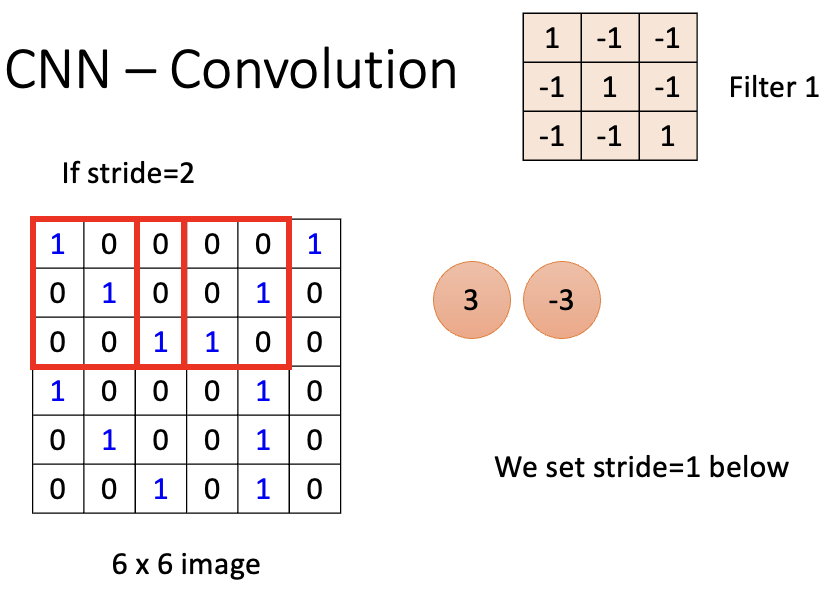 CNN – Convolution
1 -1 -1
-1 1 -1
-1 -1 1
Filter 1
If stride=2
1 0 0 0 0 1
0 1 0 0 1 0
0 0 1 1 0 0
1 0 0 0 1 0
0 1 0 0 1 0
0 0 1 0 1 0
3 -3
We set stride=1 below
6 x 6 image